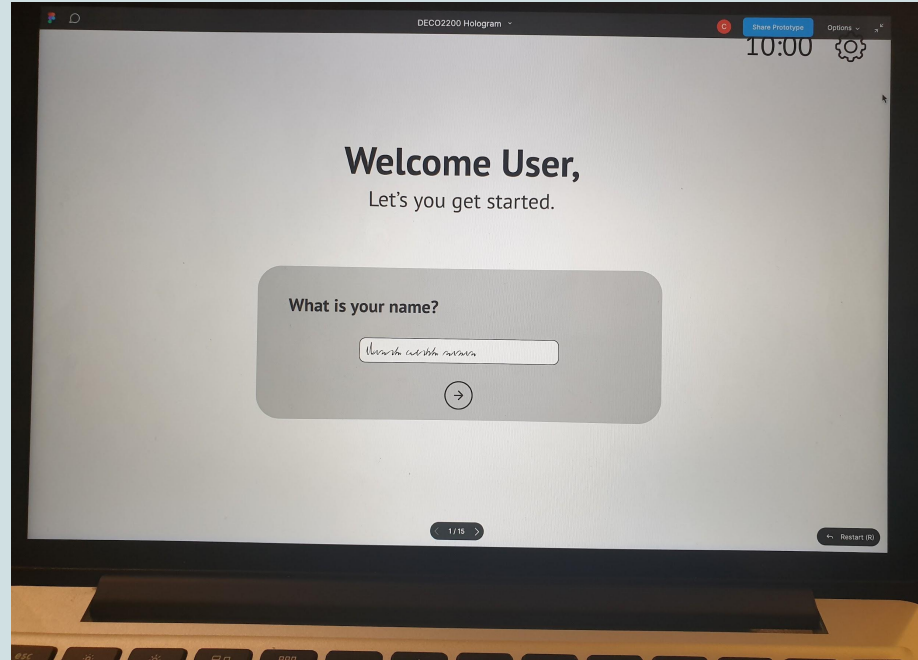 DECO2200 Hologram
C
Share Prototype
Options
10:00
Welcome User,
Let's you get started.
What is your name?
1 / 15
Restart (R)
esc